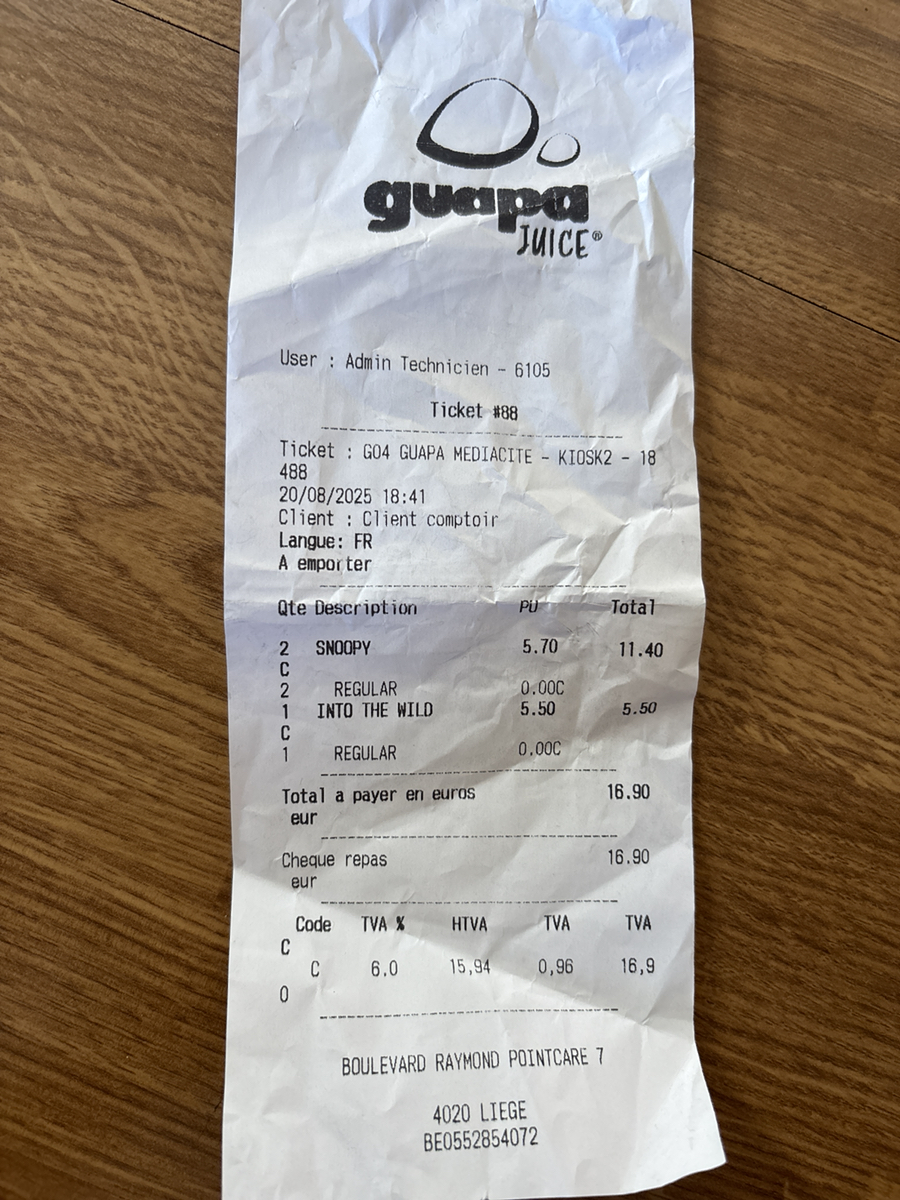 guapa
JUICE®
User : Admin Technicien - 6105
Ticket #88
Ticket : G04 GUAPA MEDIACITE - KIOSK2 - 18
488
20/08/2025 18:41
Client : Client comptoir
Langue: FR
A emporter
Qte Description PU Total
2 SNOOPY 5.70 11.40
C
2 REGULAR 0.00C
1 INTO THE WILD 5.50 5.50
C
1 REGULAR 0.00C
Total a payer en euros 16.90
eur
Cheque repas 16.90
eur
Code TVA % HTVA TVA TVA
C
C 6.0 15,94 0,96 16,9
0
BOULEVARD RAYMOND POINTCARE 7
4020 LIEGE
BE0552854072